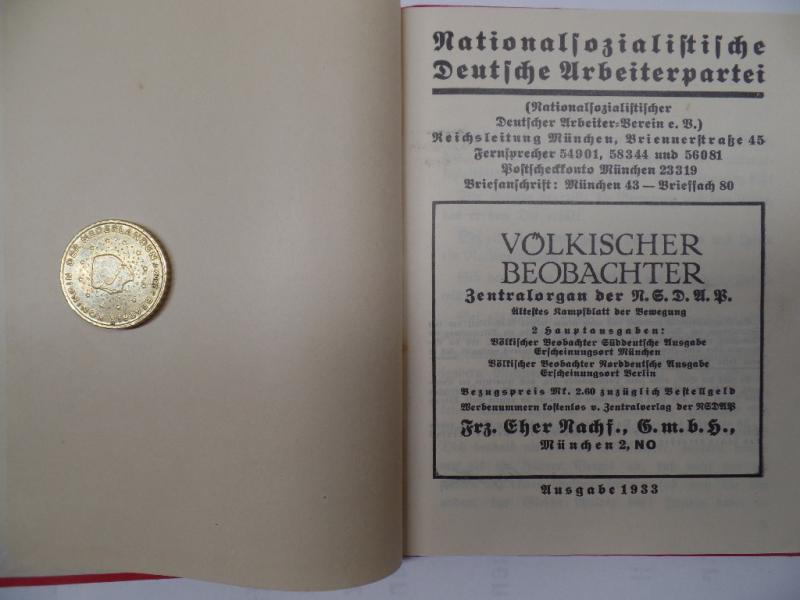 KONINGIN DER NEDERLANDEN
Nationalsozialistische
Deutsche Arbeiterpartei
(Nationalsozialistischer
Deutscher Arbeiter-Verein e. V.)
Reichsleitung München, Briennerstraße 45
Fernsprecher 54901, 58344 und 56081
Postscheckkonto München 23319
Briefanschrift: München 43 — Brieffach 80
VÖLKISCHER
BEOBACHTER
Zentralorgan der N. S. D. A. P.
Ältestes Kampfblatt der Bewegung
2 Hauptausgaben:
Völkischer Beobachter Süddeutsche Ausgabe
Erscheinungsort München
Völkischer Beobachter Norddeutsche Ausgabe
Erscheinungsort Berlin
Bezugspreis Mk. 2.60 zuzüglich Bestellgeld
Werbenummern kostenlos v. Zentralverlag der NSDAP
Frz. Eher Nachf., G. m. b. H.,
München 2, NO
Ausgabe 1933